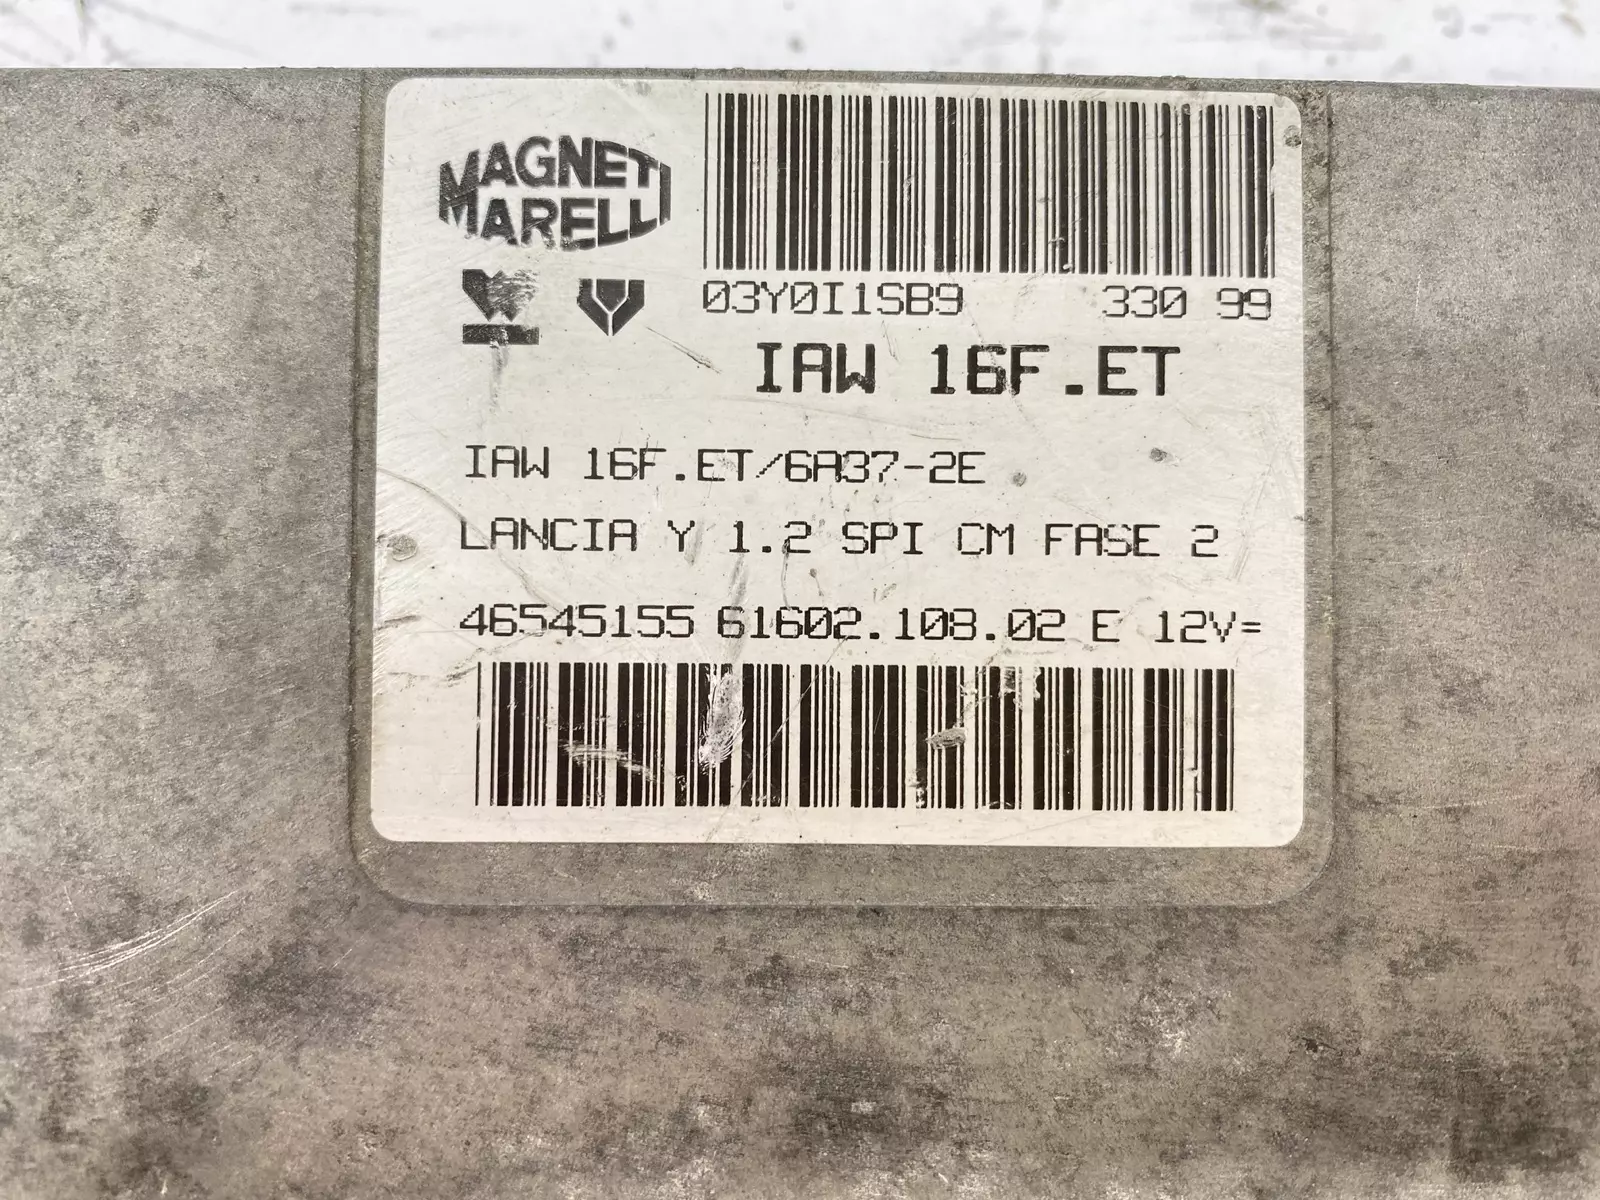 MAGNETI
MARELLI
03Y0I1SB9 330 99
IAW 16F.ET
IAW 16F.ET/6A37-2E
LANCIA Y 1.2 SPI CM FASE 2
46545155 61602.108.02 E 12V=